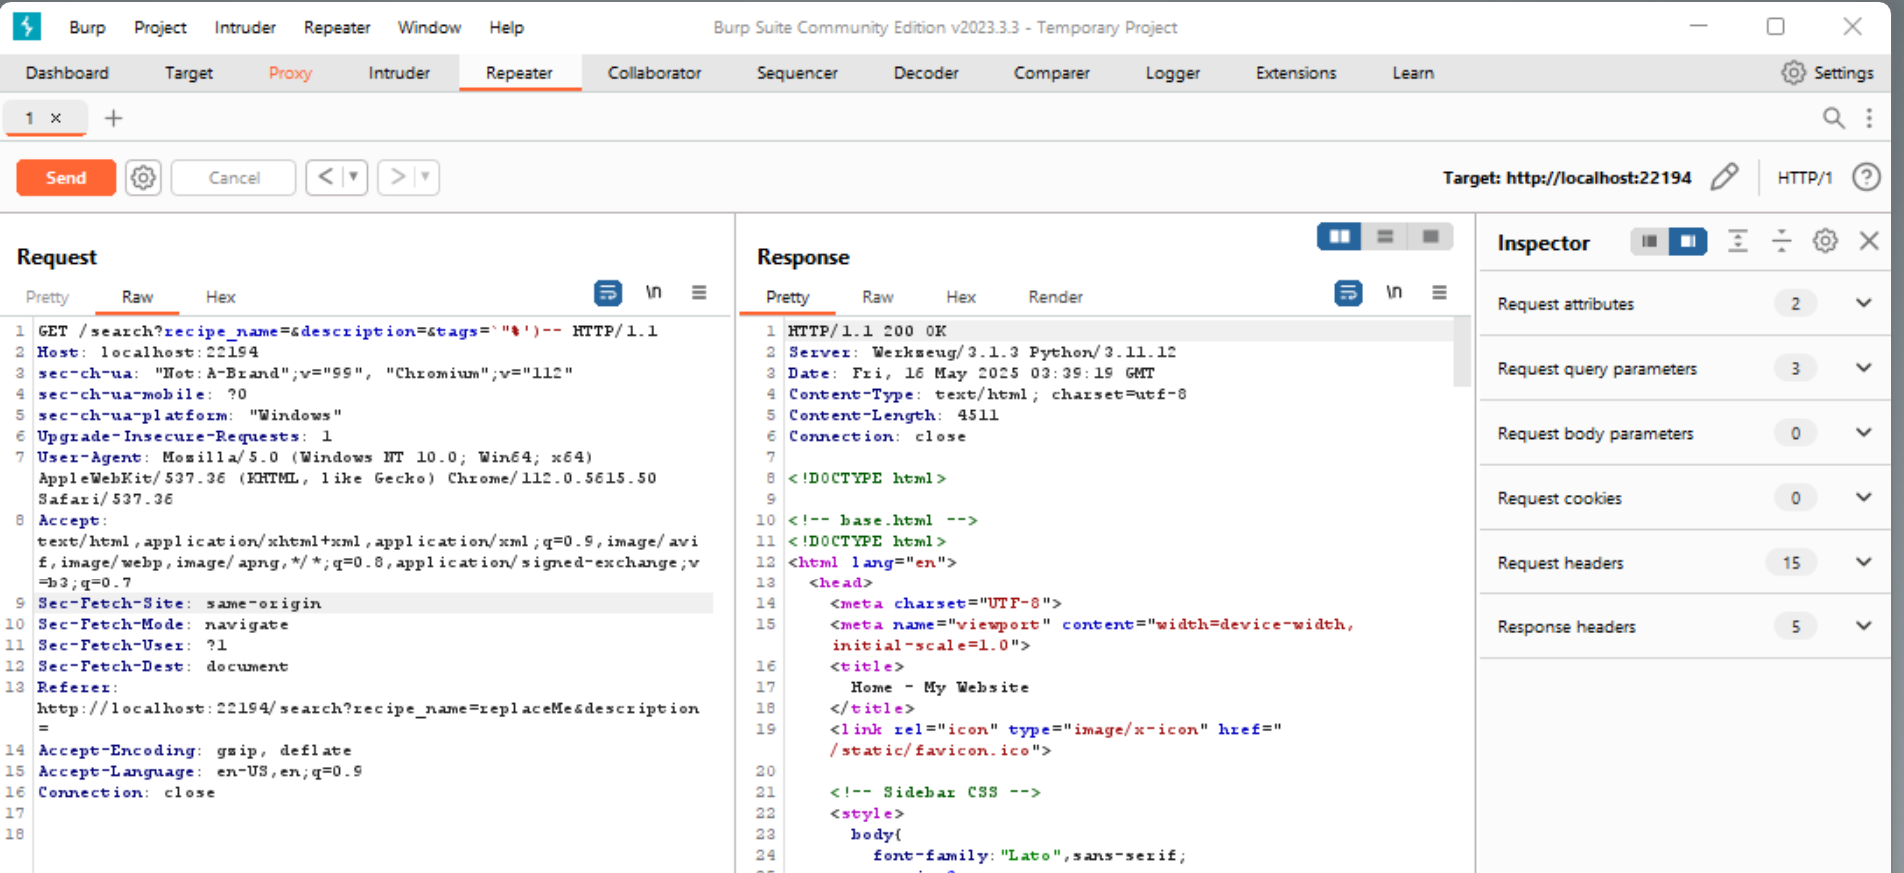 Burp Project Intruder Repeater Window Help Burp Suite Community Edition v2023.3.3 - Temporary Project
Dashboard Target Proxy Intruder Repeater Collaborator Sequencer Decoder Comparer Logger Extensions Learn Settings
1 × +
Send Cancel < > Target: http://localhost:22194 HTTP/1
Request
Pretty Raw Hex \n
1 GET /search?recipe_name=&description=&tags=`"%')-- HTTP/1.1
2 Host: localhost:22194
3 sec-ch-ua: "Not:A-Brand";v="99", "Chromium";v="112"
4 sec-ch-ua-mobile: ?0
5 sec-ch-ua-platform: "Windows"
6 Upgrade-Insecure-Requests: 1
7 User-Agent: Mozilla/5.0 (Windows NT 10.0; Win64; x64)
AppleWebKit/537.36 (KHTML, like Gecko) Chrome/112.0.5615.50
Safari/537.36
8 Accept:
text/html,application/xhtml+xml,application/xml;q=0.9,image/avi
f,image/webp,image/apng,*/*;q=0.8,application/signed-exchange;v
=b3;q=0.7
9 Sec-Fetch-Site: same-origin
10 Sec-Fetch-Mode: navigate
11 Sec-Fetch-User: ?1
12 Sec-Fetch-Dest: document
13 Referer:
http://localhost:22194/search?recipe_name=replaceMe&description
=
14 Accept-Encoding: gzip, deflate
15 Accept-Language: en-US,en;q=0.9
16 Connection: close
17
18
Response
Pretty Raw Hex Render \n
1 HTTP/1.1 200 OK
2 Server: Werkzeug/3.1.3 Python/3.11.12
3 Date: Fri, 16 May 2025 03:39:19 GMT
4 Content-Type: text/html; charset=utf-8
5 Content-Length: 4511
6 Connection: close
7
8 <!DOCTYPE html>
9
10 <!-- base.html -->
11 <!DOCTYPE html>
12 <html lang="en">
13 <head>
14 <meta charset="UTF-8">
15 <meta name="viewport" content="width=device-width,
initial-scale=1.0">
16 <title>
17 Home - My Website
18 </title>
19 <link rel="icon" type="image/x-icon" href="
/static/favicon.ico">
20
21 <!-- Sidebar CSS -->
22 <style>
23 body{
24 font-family:"Lato",sans-serif;
Inspector
Request attributes 2
Request query parameters 3
Request body parameters 0
Request cookies 0
Request headers 15
Response headers 5